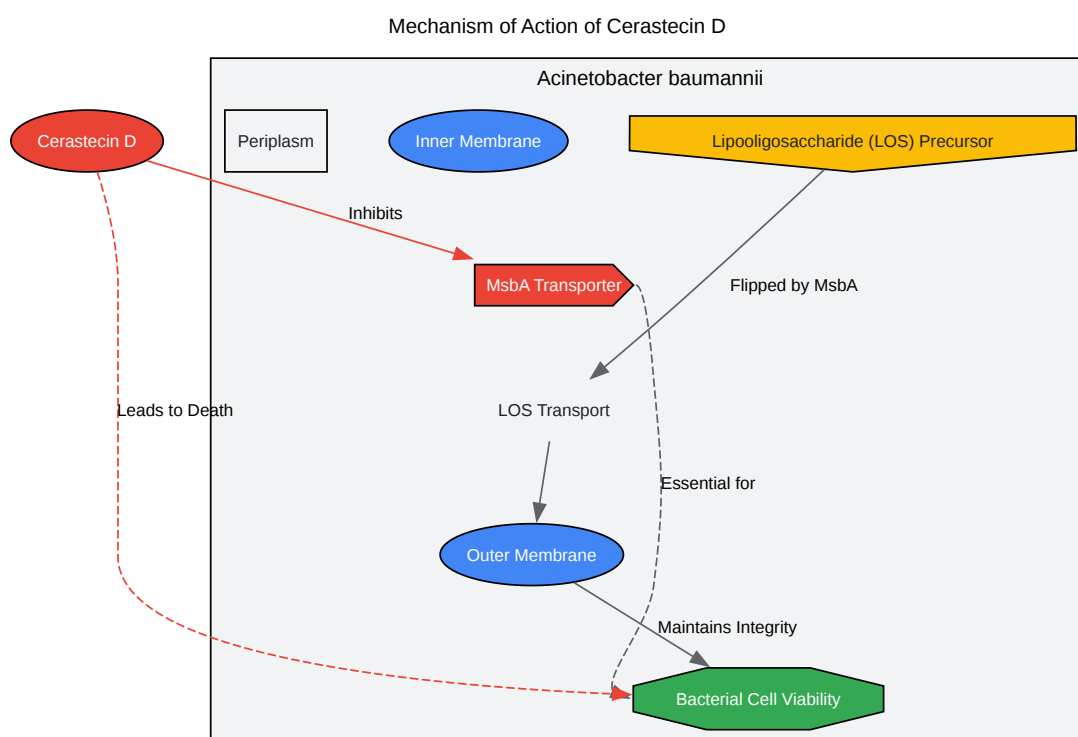 Mechanism of Action of Cerastecin D
Acinetobacter baumannii
Cerastecin D
Periplasm
Inner Membrane
Lipooligosaccharide (LOS) Precursor
Inhibits
MsbA Transporter
Flipped by MsbA
Leads to Death
LOS Transport
Essential for
Outer Membrane
Maintains Integrity
Bacterial Cell Viability